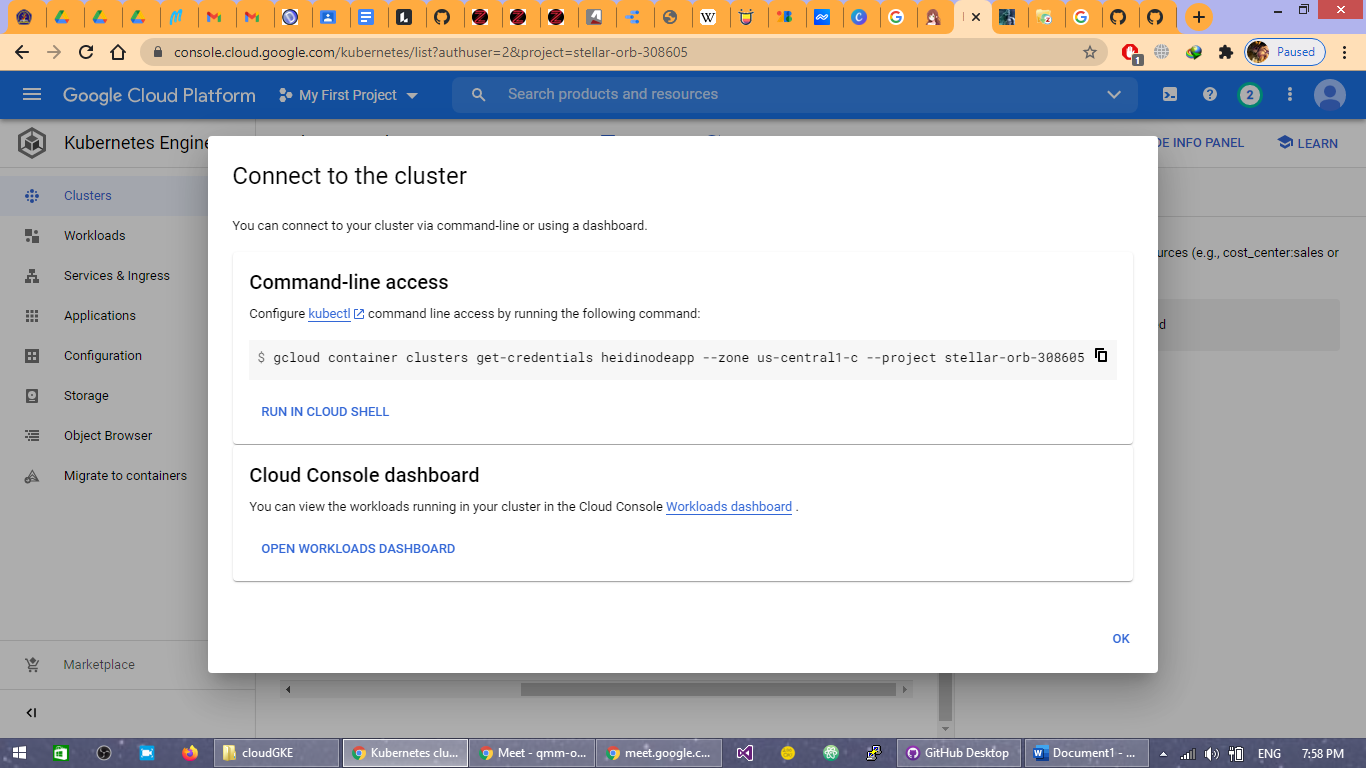 Paused
console.cloud.google.com/kubernetes/list?authuser=2&project=stellar-orb-308605
1
Google Cloud Platform
My First Project
Search products and resources
2
Kubernetes Engine
INFO PANEL
LEARN
Clusters
Workloads
Services & Ingress
Applications
Configuration
Storage
Object Browser
Migrate to containers
Marketplace
(e.g., cost_center:sales or
Connect to the cluster
You can connect to your cluster via command-line or using a dashboard.
Command-line access
Configure kubectl command line access by running the following command:
$ gcloud container clusters get-credentials heidinodeapp --zone us-central1-c --project stellar-orb-308605
RUN IN CLOUD SHELL
Cloud Console dashboard
You can view the workloads running in your cluster in the Cloud Console Workloads dashboard .
OPEN WORKLOADS DASHBOARD
OK
cloudGKE
Kubernetes clu...
Meet - qmm-o...
meet.google.c...
GitHub Desktop
Document1 - ...
ENG
7:58 PM